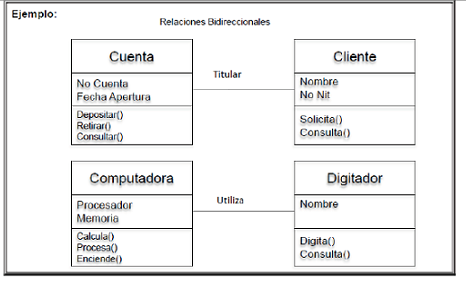 Ejemplo:
Relaciones Bidireccionales
Cuenta
No Cuenta
Fecha Apertura
Depositar()
Retirar()
Consultar()
Titular
Cliente
Nombre
No Nit
Solicita()
Consulta()
Computadora
Procesador
Memoria
Calcula()
Procesa()
Enciende()
Utiliza
Digitador
Nombre
Digita()
Consulta()